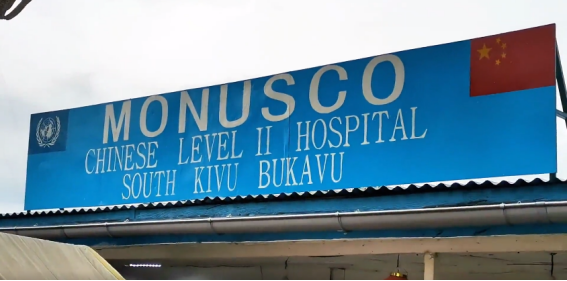 MONUSCO
CHINESE LEVEL II HOSPITAL
SOUTH KIVU BUKAVU